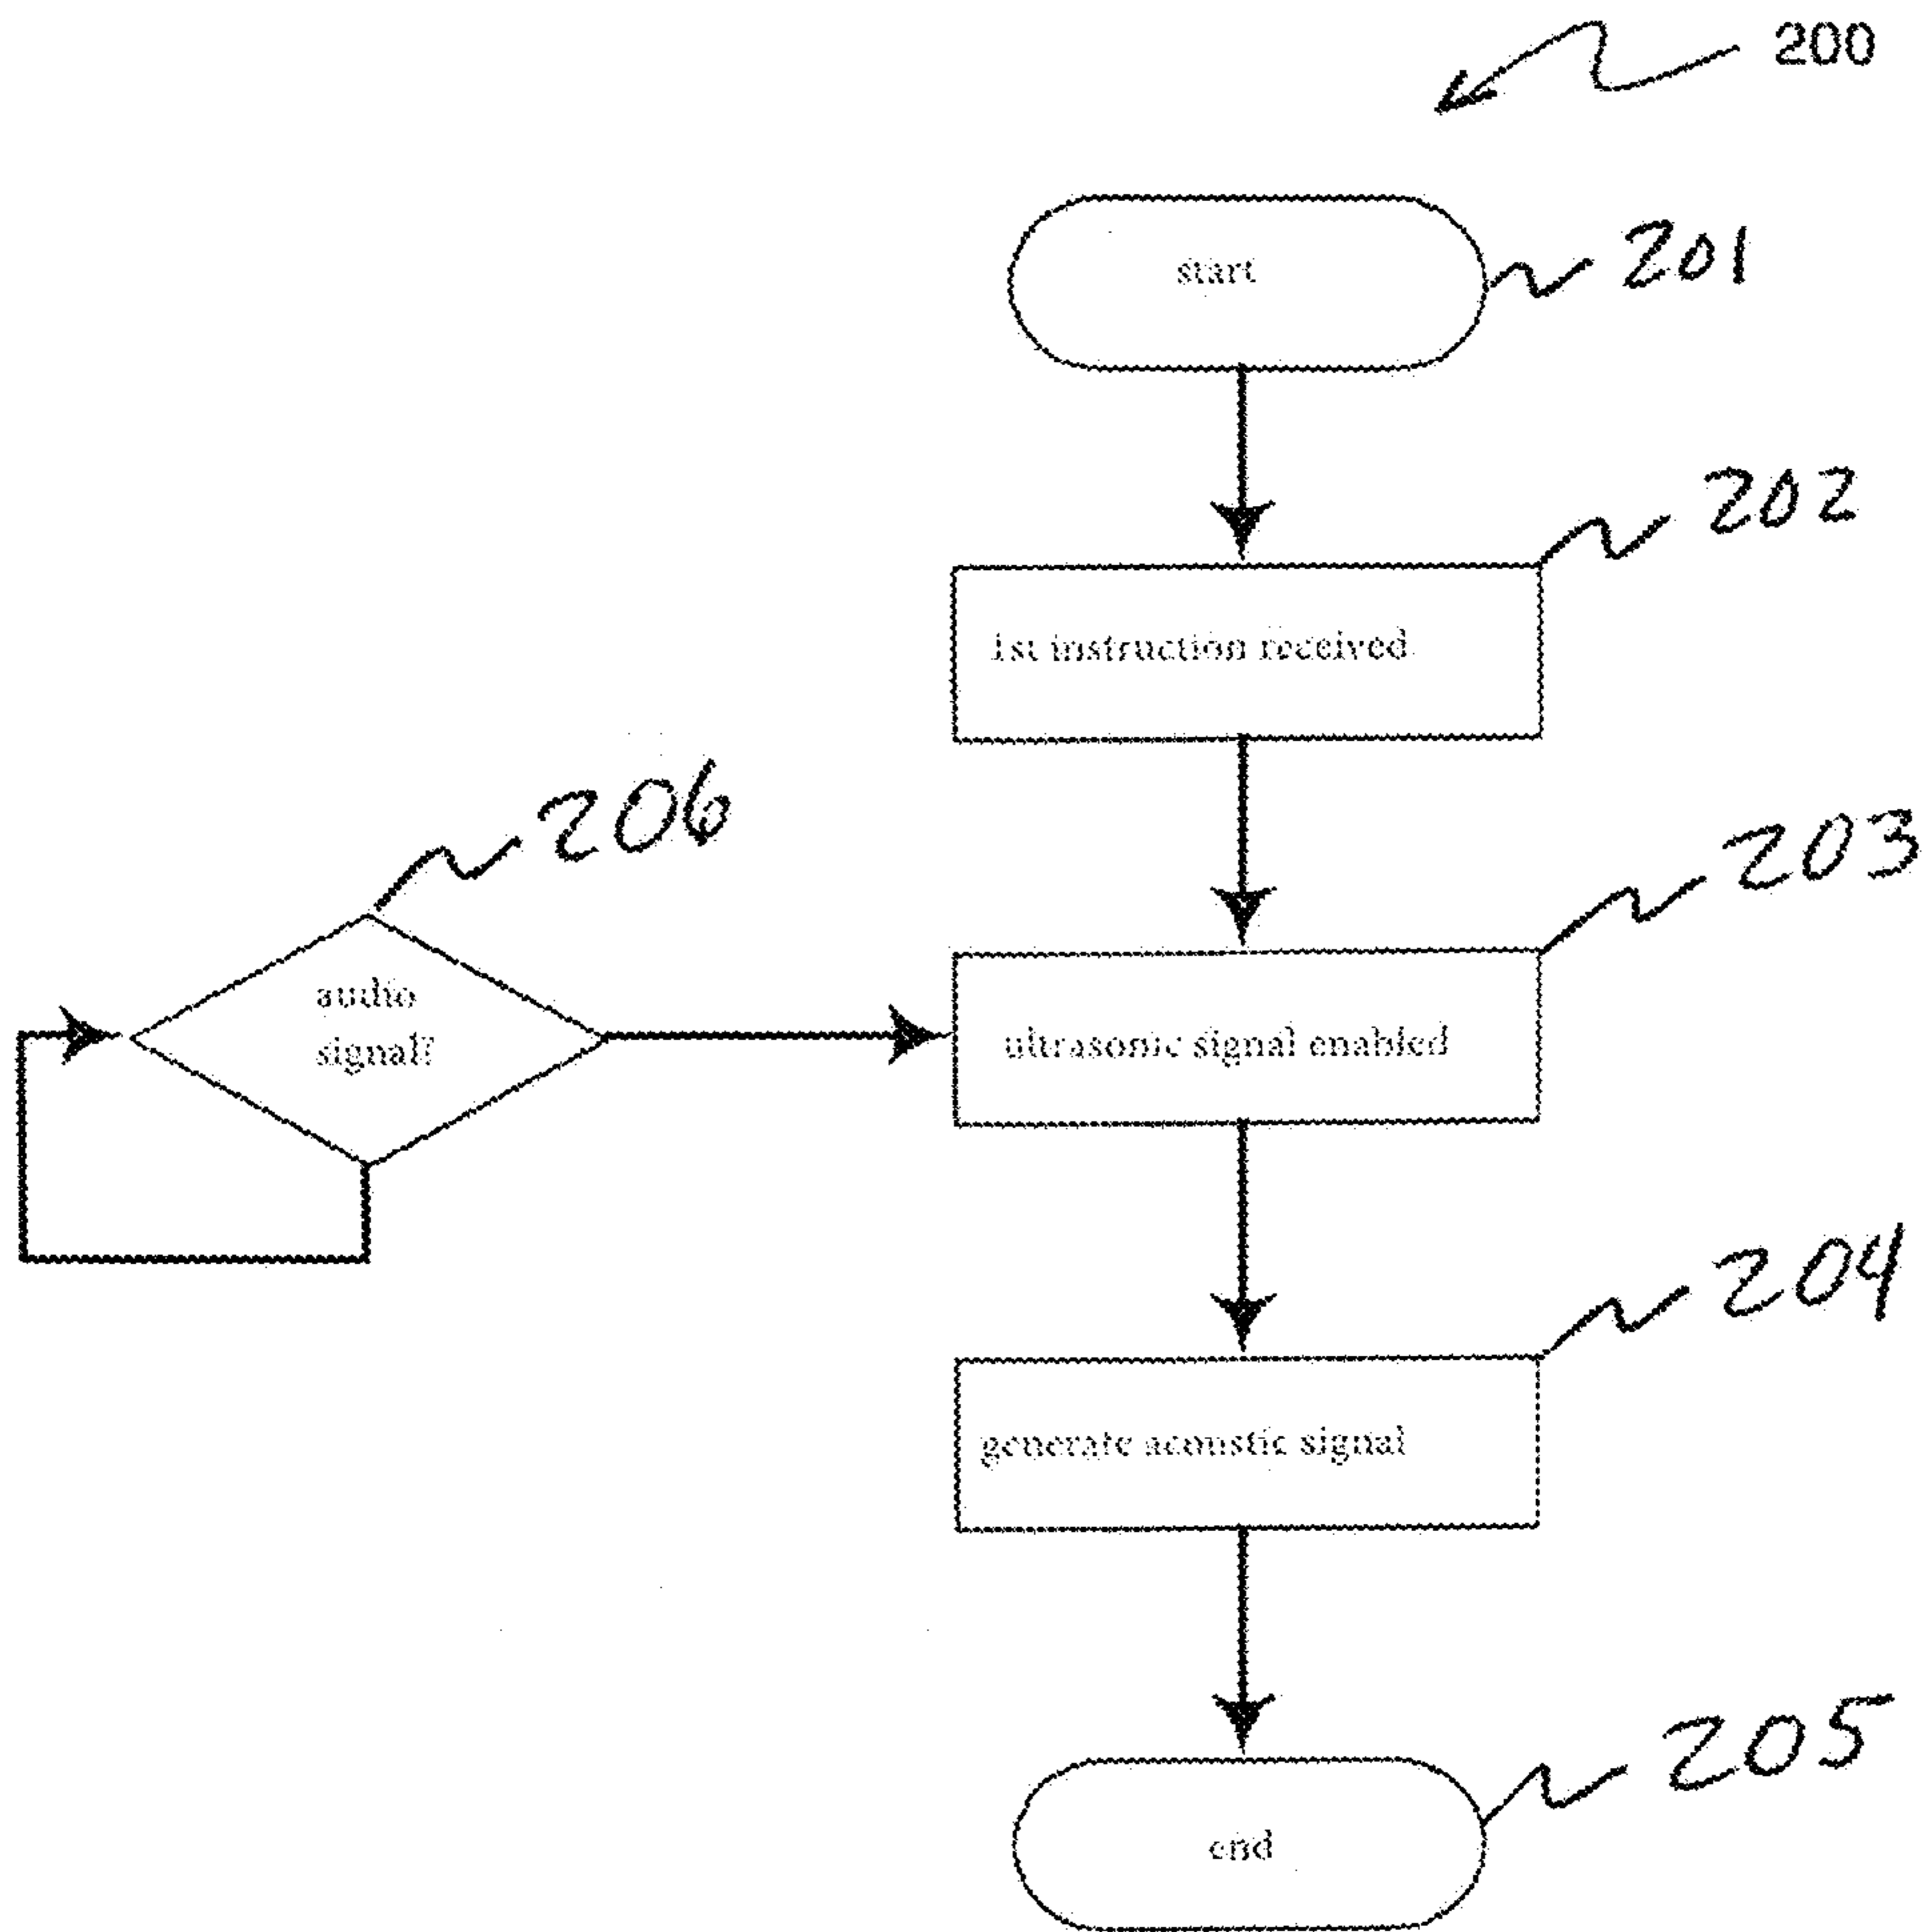 200
start
201
202
1st instruction received
206
203
audio
signal?
ultrasonic signal enabled
204
generate acoustic signal
205
end